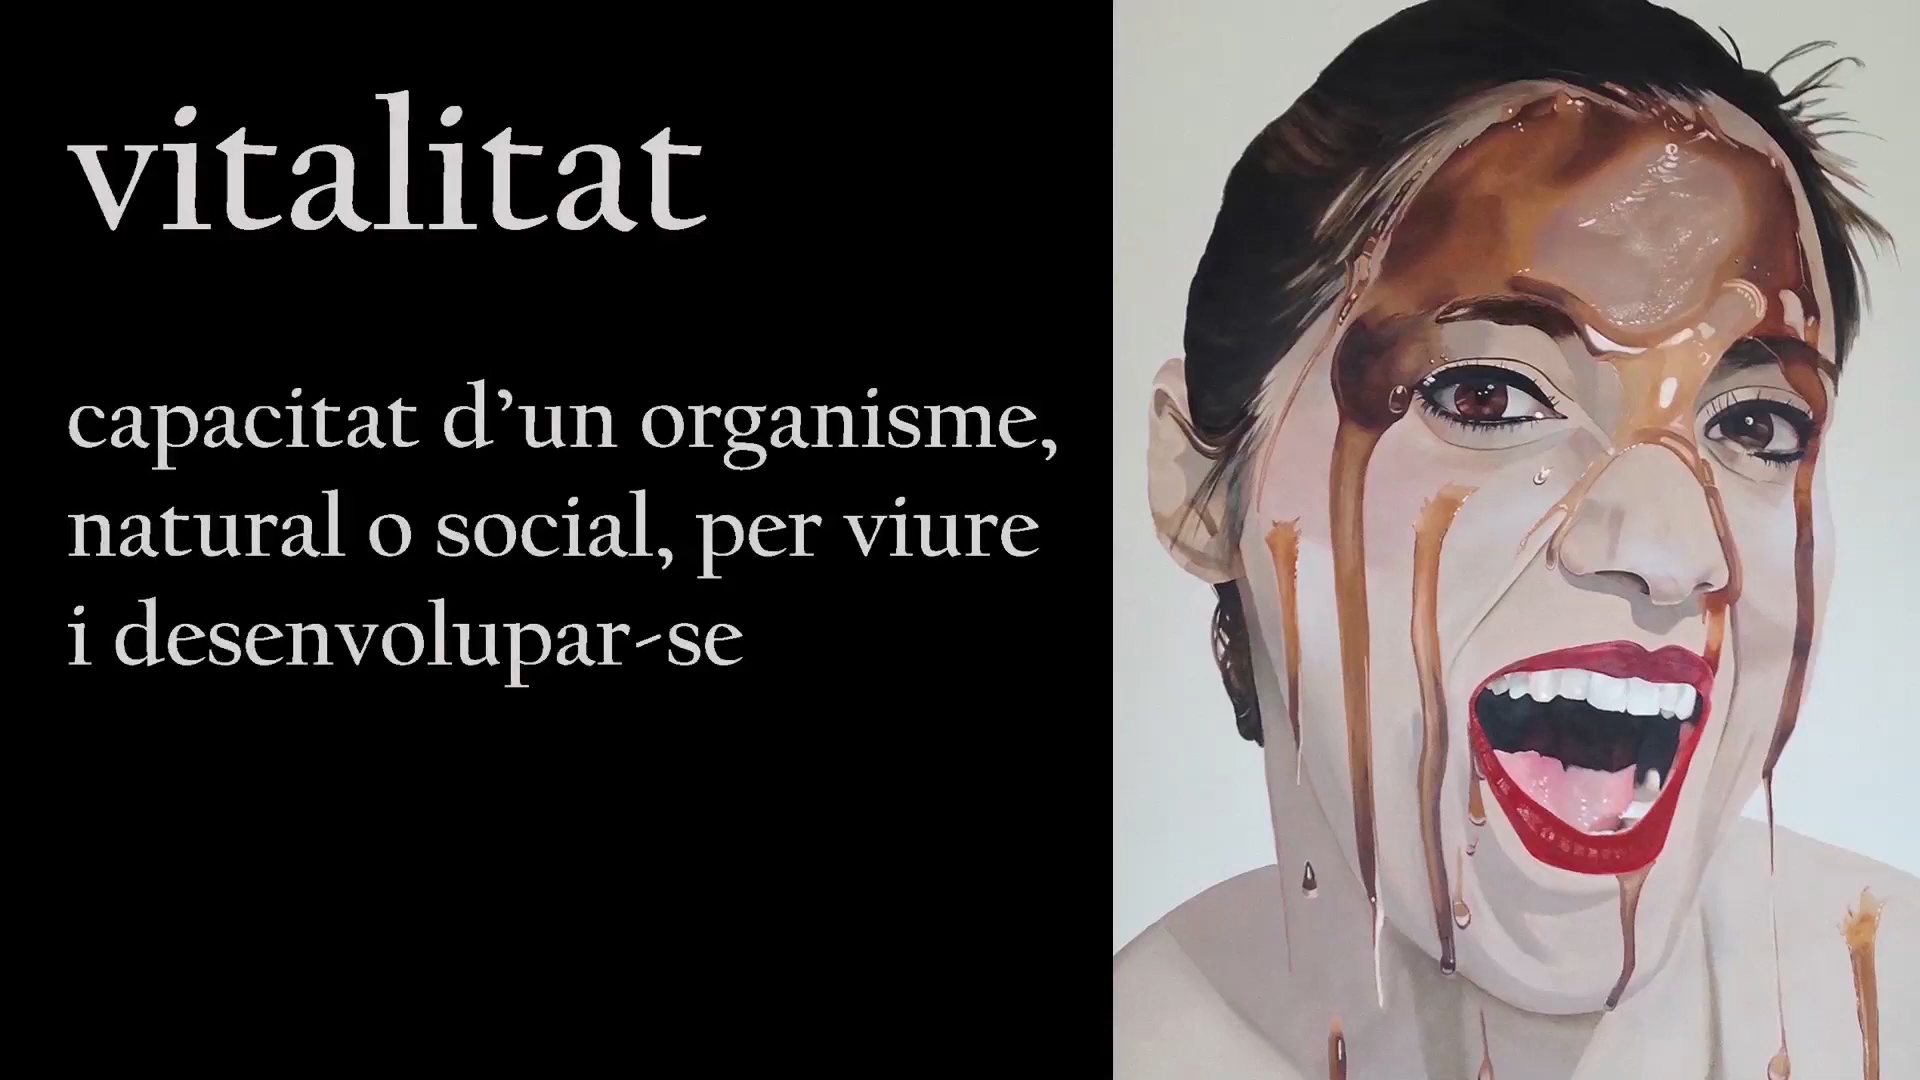 vitalitat
capacitat d’un organisme,
natural o social, per viure
i desenvolupar-se